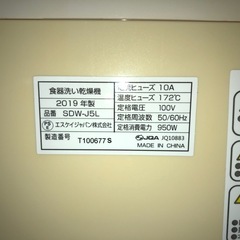 食器洗い乾燥機
2019年製
品番 SDW-J5L
エスケイジャパン株式会社
製造番号 T100677S
電流ヒューズ 10A
温度ヒューズ 172℃
定格電圧 100V
定格周波数 50/60Hz
定格消費電力 950W
JQA JQ10883
MADE IN CHINA